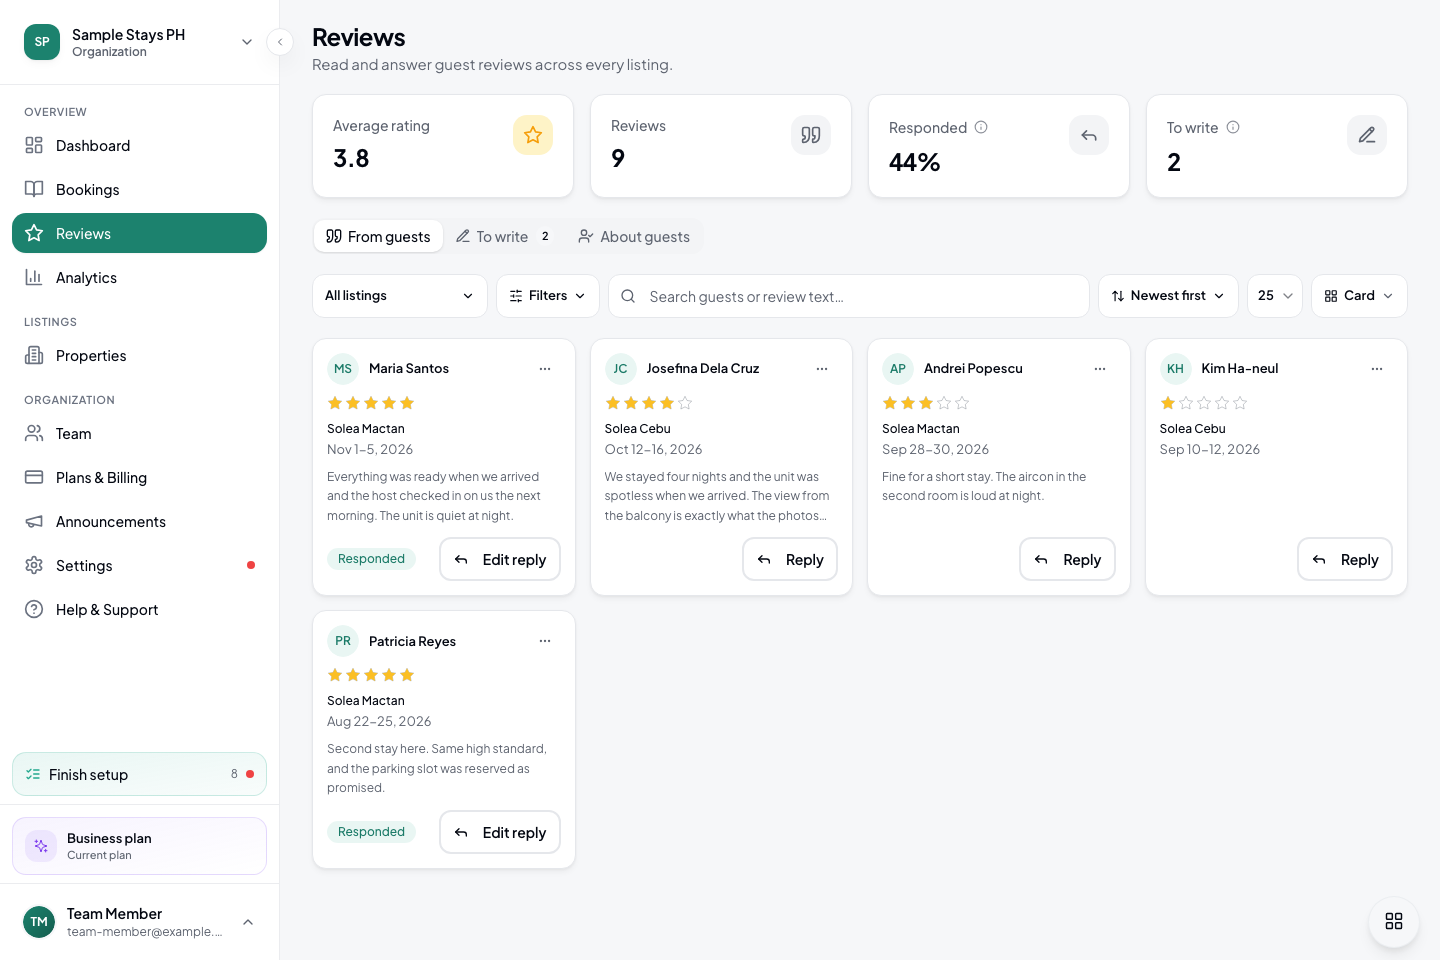 SP
Sample Stays PH
Organization
OVERVIEW
Dashboard
Bookings
Reviews
Analytics
LISTINGS
Properties
ORGANIZATION
Team
Plans & Billing
Announcements
Settings
Help & Support
Finish setup
8
Business plan
Current plan
TM
Team Member
team-member@example....
Reviews
Read and answer guest reviews across every listing.
Average rating
3.8
Reviews
9
Responded
44%
To write
2
From guests
To write 2
About guests
All listings
Filters
Search guests or review text...
Newest first
25
Card
MS
Maria Santos
Solea Mactan
Nov 1–5, 2026
Everything was ready when we arrived
and the host checked in on us the next
morning. The unit is quiet at night.
Responded
Edit reply
JC
Josefina Dela Cruz
Solea Cebu
Oct 12–16, 2026
We stayed four nights and the unit was
spotless when we arrived. The view from
the balcony is exactly what the photos...
Reply
AP
Andrei Popescu
Solea Mactan
Sep 28–30, 2026
Fine for a short stay. The aircon in the
second room is loud at night.
Reply
KH
Kim Ha-neul
Solea Cebu
Sep 10–12, 2026
Reply
PR
Patricia Reyes
Solea Mactan
Aug 22–25, 2026
Second stay here. Same high standard,
and the parking slot was reserved as
promised.
Responded
Edit reply